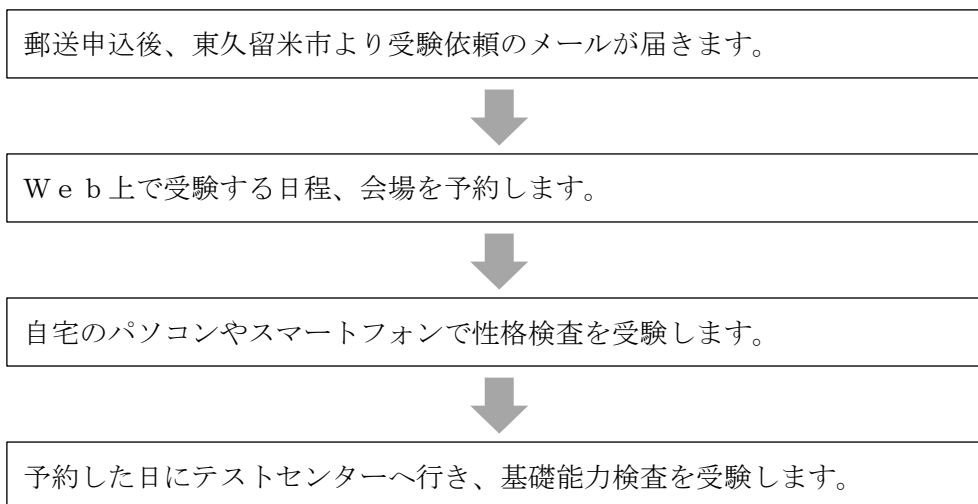 郵送申込後、東久留米市より受験依頼のメールが届きます。
Ｗｅｂ上で受験する日程、会場を予約します。
自宅のパソコンやスマートフォンで性格検査を受験します。
予約した日にテストセンターへ行き、基礎能力検査を受験します。